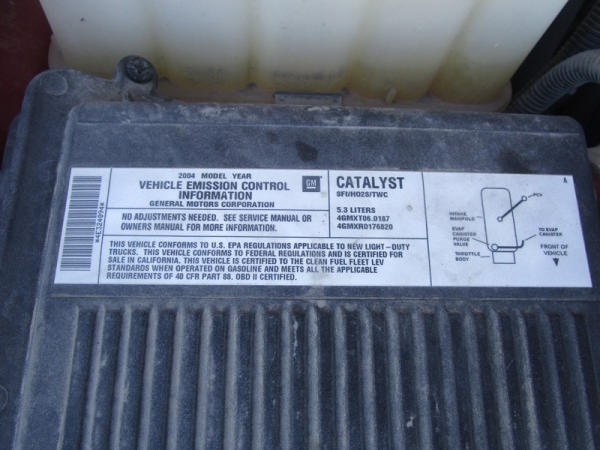 2004 MODEL YEAR
VEHICLE EMISSION CONTROL
INFORMATION
GENERAL MOTORS CORPORATION
GM
NO ADJUSTMENTS NEEDED. SEE SERVICE MANUAL OR
OWNERS MANUAL FOR MORE INFORMATION.
CATALYST
SFI/HO2S/TWC
5.3 LITERS
4GMXT06.0187
4GMXR0176820
THIS VEHICLE CONFORMS TO U.S. EPA REGULATIONS APPLICABLE TO NEW LIGHT-DUTY
TRUCKS. THIS VEHICLE CONFORMS TO FEDERAL REGULATIONS AND IS CERTIFIED FOR
SALE IN CALIFORNIA. THIS VEHICLE IS CERTIFIED TO THE CLEAN FUEL FLEET LEV
STANDARDS WHEN OPERATED ON GASOLINE AND MEETS ALL THE APPLICABLE
REQUIREMENTS OF 40 CFR PART 88. OBD II CERTIFIED.
A
PCV
INTAKE
MANIFOLD
EVAP
CANISTER
PURGE
VALVE
THROTTLE
BODY
TO EVAP
CANISTER
FRONT OF
VEHICLE